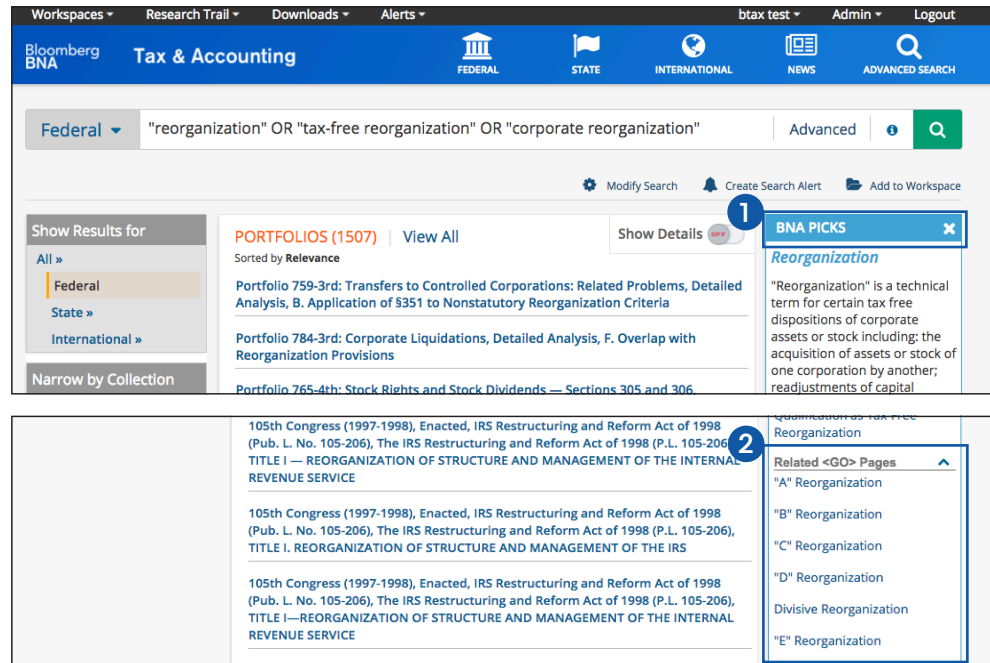 Workspaces Research Trail Downloads Alerts btax test Admin Logout
Bloomberg
BNA
Tax & Accounting
FEDERAL STATE INTERNATIONAL NEWS ADVANCED SEARCH
Federal "reorganization" OR "tax-free reorganization" OR "corporate reorganization" Advanced
Modify Search Create Search Alert Add to Workspace
1
Show Results for
All »
Federal
State »
International »
Narrow by Collection
PORTFOLIOS (1507) | View All
Show Details OFF
Sorted by Relevance
Portfolio 759-3rd: Transfers to Controlled Corporations: Related Problems, Detailed
Analysis, B. Application of §351 to Nonstatutory Reorganization Criteria
Portfolio 784-3rd: Corporate Liquidations, Detailed Analysis, F. Overlap with
Reorganization Provisions
Portfolio 765-4th: Stock Rights and Stock Dividends — Sections 305 and 306,
BNA PICKS
Reorganization
"Reorganization" is a technical
term for certain tax free
dispositions of corporate
assets or stock including: the
acquisition of assets or stock of
one corporation by another;
readjustments of capital
105th Congress (1997-1998), Enacted, IRS Restructuring and Reform Act of 1998
(Pub. L. No. 105-206), The IRS Restructuring and Reform Act of 1998 (P.L. 105-206
TITLE I — REORGANIZATION OF STRUCTURE AND MANAGEMENT OF THE INTERNAL
REVENUE SERVICE
105th Congress (1997-1998), Enacted, IRS Restructuring and Reform Act of 1998
(Pub. L. No. 105-206), The IRS Restructuring and Reform Act of 1998 (P.L. 105-206),
TITLE I. REORGANIZATION OF STRUCTURE AND MANAGEMENT OF THE IRS
105th Congress (1997-1998), Enacted, IRS Restructuring and Reform Act of 1998
(Pub. L. No. 105-206), The IRS Restructuring and Reform Act of 1998 (P.L. 105-206),
TITLE I—REORGANIZATION OF STRUCTURE AND MANAGEMENT OF THE INTERNAL
REVENUE SERVICE
Qualification as Tax-Free
Reorganization
2
Related <GO> Pages
"A" Reorganization
"B" Reorganization
"C" Reorganization
"D" Reorganization
Divisive Reorganization
"E" Reorganization